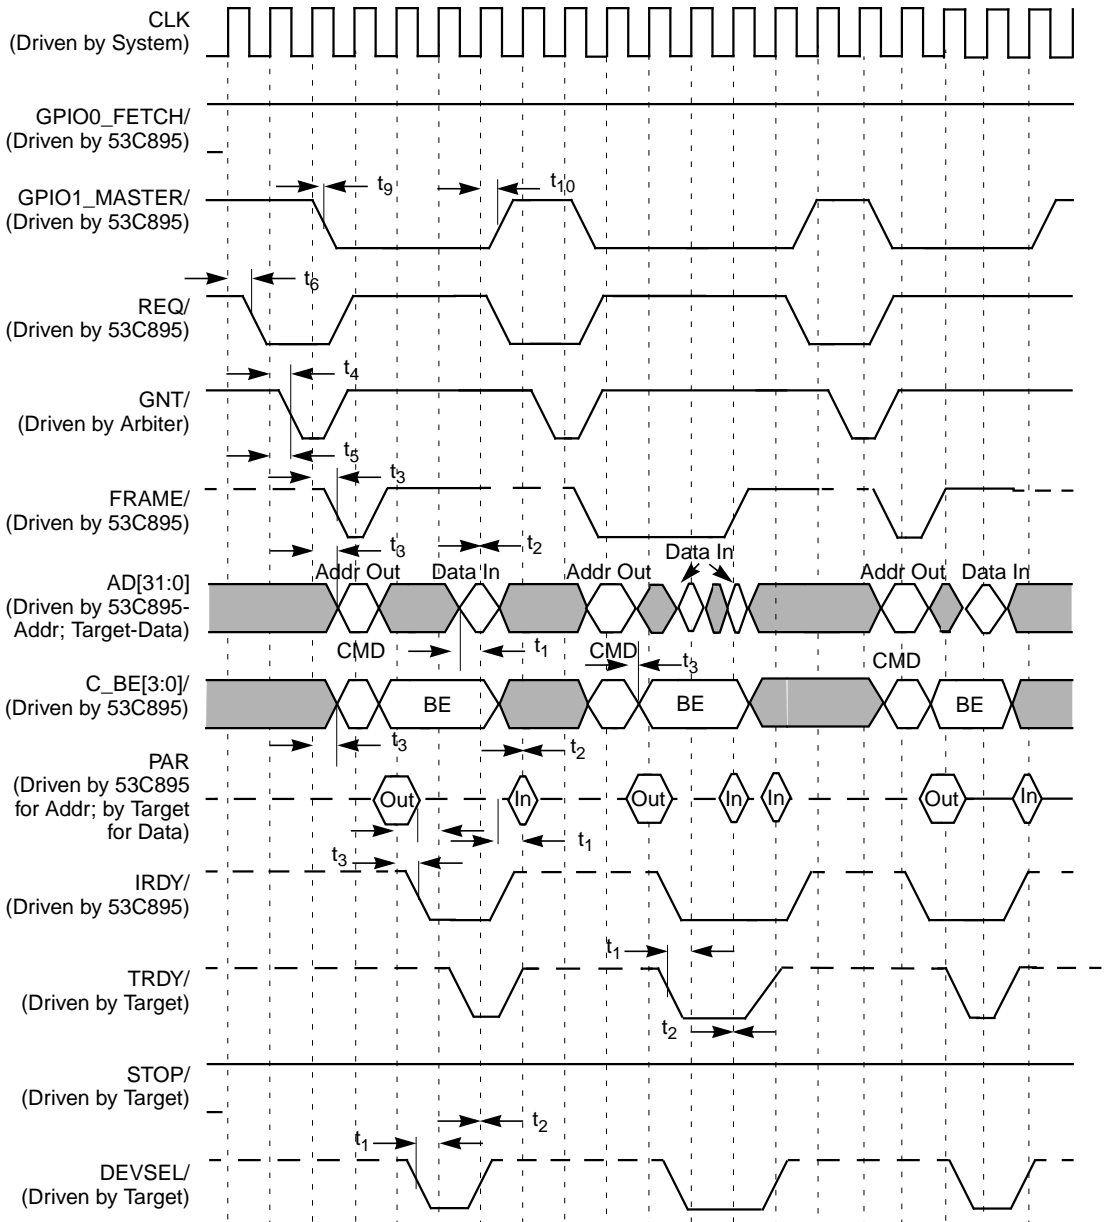 CLK
(Driven by System)
GPIO0_FETCH/
(Driven by 53C895)
t9
t10
GPIO1_MASTER/
(Driven by 53C895)
t6
REQ/
(Driven by 53C895)
t4
GNT/
(Driven by Arbiter)
t5
t3
FRAME/
(Driven by 53C895)
t3
t2
Data In
Addr Out
Data In
Addr Out
Addr Out
Data In
AD[31:0]
(Driven by 53C895-
Addr; Target-Data)
CMD
t1
CMD
t3
CMD
C_BE[3:0]/
(Driven by 53C895)
BE
BE
BE
t3
t2
PAR
(Driven by 53C895
for Addr; by Target
for Data)
Out
In
Out
In
In
Out
In
t1
t3
IRDY/
(Driven by 53C895)
t1
TRDY/
(Driven by Target)
t2
STOP/
(Driven by Target)
t2
t1
DEVSEL/
(Driven by Target)